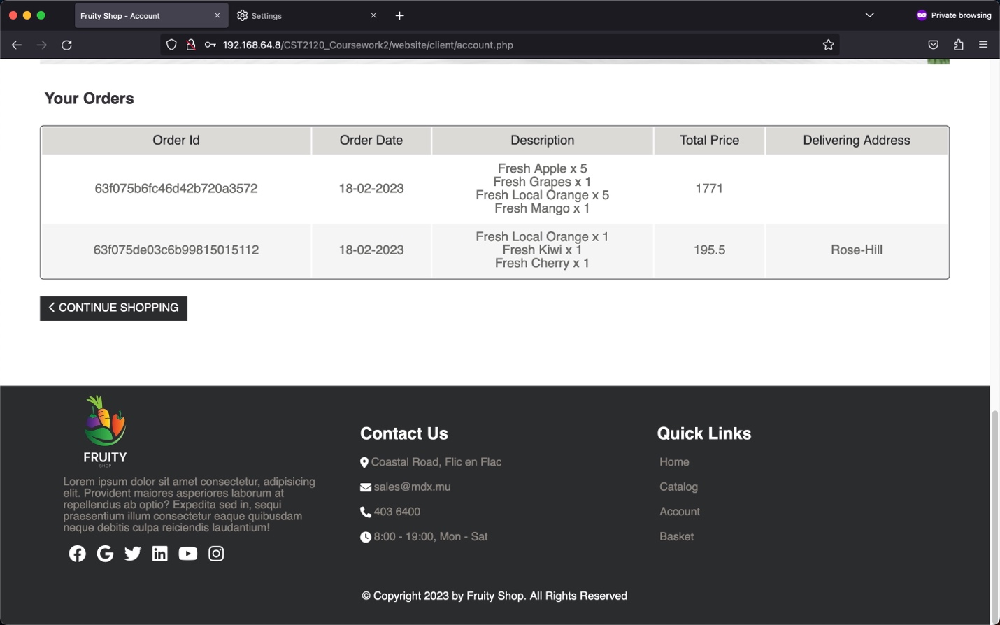 Fruity Shop - Account
Settings
Private browsing
192.168.64.8/CST2120_Coursework2/website/client/account.php
Your Orders
Order Id Order Date Description Total Price Delivering Address
63f075b6fc46d42b720a3572 18-02-2023 Fresh Apple x 5
Fresh Grapes x 1
Fresh Local Orange x 5
Fresh Mango x 1
1771
63f075de03c6b99815015112 18-02-2023 Fresh Local Orange x 1
Fresh Kiwi x 1
Fresh Cherry x 1
195.5 Rose-Hill
CONTINUE SHOPPING
FRUITY
SHOP
Lorem ipsum dolor sit amet consectetur, adipisicing
elit. Provident maiores asperiores laborum at
repellendus ab optio? Expedita sed in, sequi
praesentium illum consectetur eaque quibusdam
neque debitis culpa reiciendis laudantium!
Contact Us
Coastal Road, Flic en Flac
sales@mdx.mu
403 6400
8:00 - 19:00, Mon - Sat
Quick Links
Home
Catalog
Account
Basket
© Copyright 2023 by Fruity Shop. All Rights Reserved